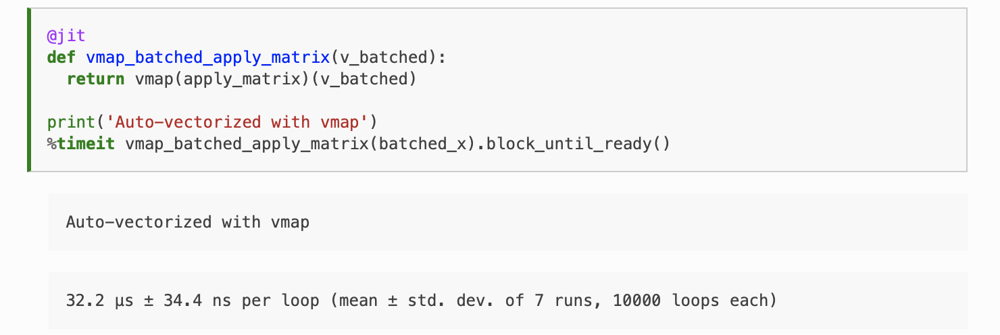 @jit
def vmap_batched_apply_matrix(v_batched):
  return vmap(apply_matrix)(v_batched)
print('Auto-vectorized with vmap')
%timeit vmap_batched_apply_matrix(batched_x).block_until_ready()
Auto-vectorized with vmap
32.2 µs ± 34.4 ns per loop (mean ± std. dev. of 7 runs, 10000 loops each)